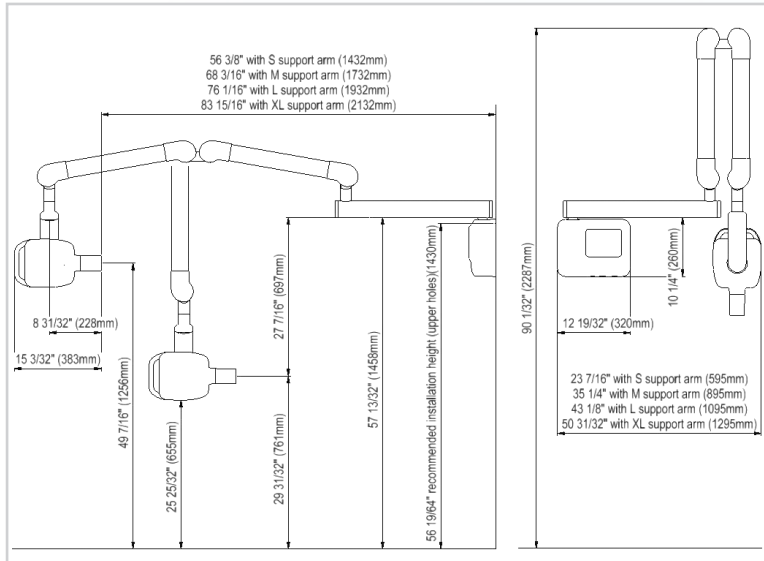 56 3/8" with S support arm (1432mm)
68 3/16" with M support arm (1732mm)
76 1/16" with L support arm (1932mm)
83 15/16" with XL support arm (2132mm)
8 31/32" (228mm)
15 3/32" (383mm)
49 7/16" (1256mm)
25 25/32" (655mm)
27 7/16" (697mm)
29 31/32" (761mm)
57 13/32" (1458mm)
56 19/64" recommended installation height (upper holes)(1430mm)
90 1/32" (2287mm)
10 1/4" (260mm)
12 19/32" (320mm)
23 7/16" with S support arm (595mm)
35 1/4" with M support arm (895mm)
43 1/8" with L support arm (1095mm)
50 31/32" with XL support arm (1295mm)